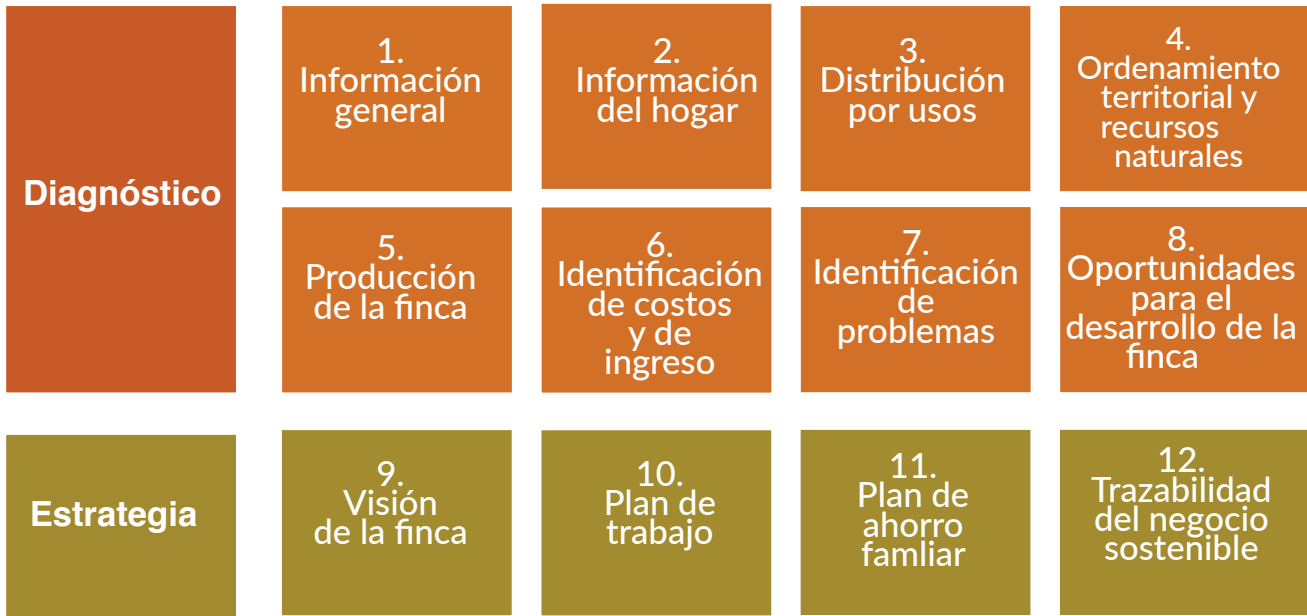 Diagnóstico
1.
Información
general
2.
Información
del hogar
3.
Distribución
por usos
4.
Ordenamiento
territorial y
recursos
naturales
5.
Producción
de la finca
6.
Identificación
de costos
y de
ingreso
7.
Identificación
de
problemas
8.
Oportunidades
para el
desarrollo de la
finca
Estrategia
9.
Visión
de la finca
10.
Plan de
trabajo
11.
Plan de
ahorro
famliar
12.
Trazabilidad
del negocio
sostenible